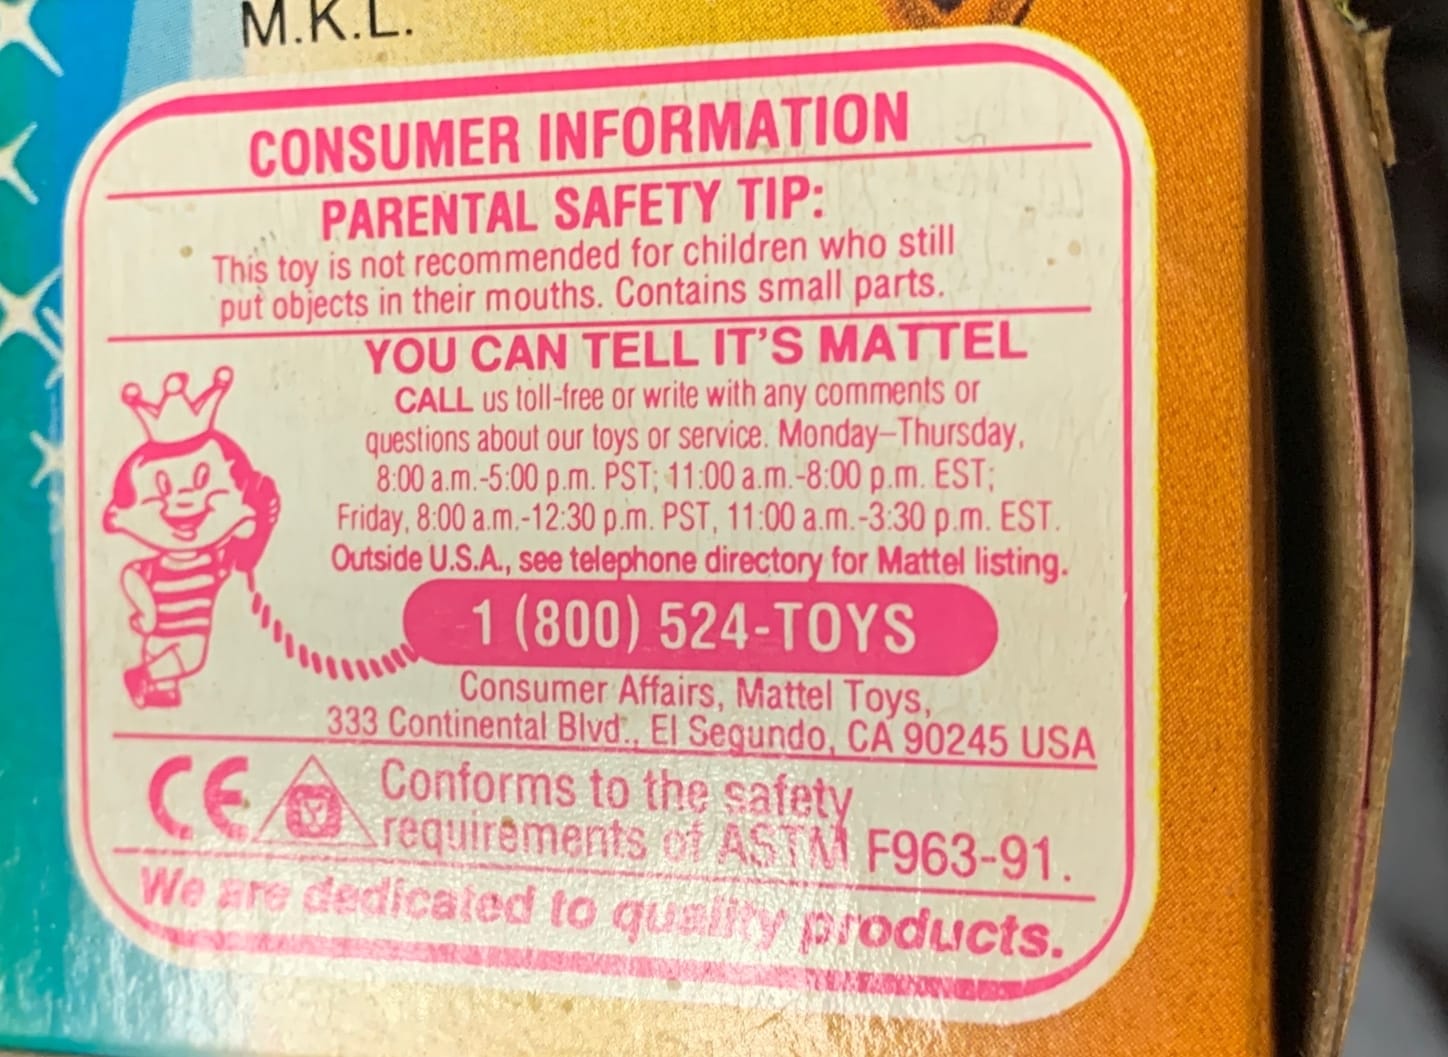 M.K.L.
CONSUMER INFORMATION
PARENTAL SAFETY TIP:
This toy is not recommended for children who still
put objects in their mouths. Contains small parts.
YOU CAN TELL IT'S MATTEL
CALL us toll-free or write with any comments or
questions about our toys or service. Monday–Thursday,
8:00 a.m.-5:00 p.m. PST; 11:00 a.m.-8:00 p.m. EST;
Friday, 8:00 a.m.-12:30 p.m. PST, 11:00 a.m.-3:30 p.m. EST.
Outside U.S.A., see telephone directory for Mattel listing.
1 (800) 524-TOYS
Consumer Affairs, Mattel Toys,
333 Continental Blvd., El Segundo, CA 90245 USA
CE
Conforms to the safety
requirements of ASTM F963-91.
We are dedicated to quality products.